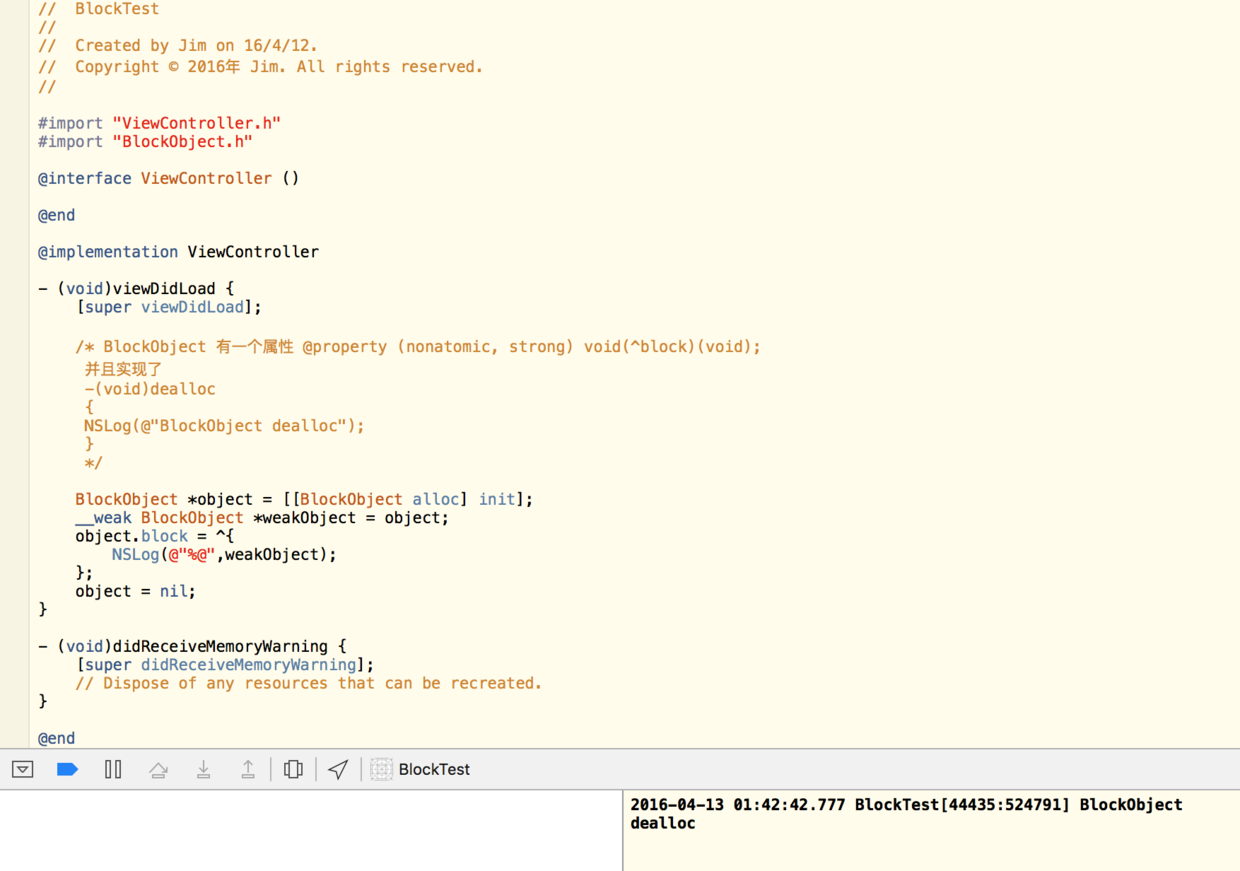 //  BlockTest
//
//  Created by Jim on 16/4/12.
//  Copyright © 2016年 Jim. All rights reserved.
//

#import "ViewController.h"
#import "BlockObject.h"

@interface ViewController ()

@end

@implementation ViewController

- (void)viewDidLoad {
    [super viewDidLoad];

    /* BlockObject 有一个属性 @property (nonatomic, strong) void(^block)(void);
     并且实现了
     -(void)dealloc
     {
     NSLog(@"BlockObject dealloc");
     }
     */

    BlockObject *object = [[BlockObject alloc] init];
    __weak BlockObject *weakObject = object;
    object.block = ^{
        NSLog(@"%@",weakObject);
    };
    object = nil;
}

- (void)didReceiveMemoryWarning {
    [super didReceiveMemoryWarning];
    // Dispose of any resources that can be recreated.
}

@end
BlockTest
2016-04-13 01:42:42.777 BlockTest[44435:524791] BlockObject
dealloc